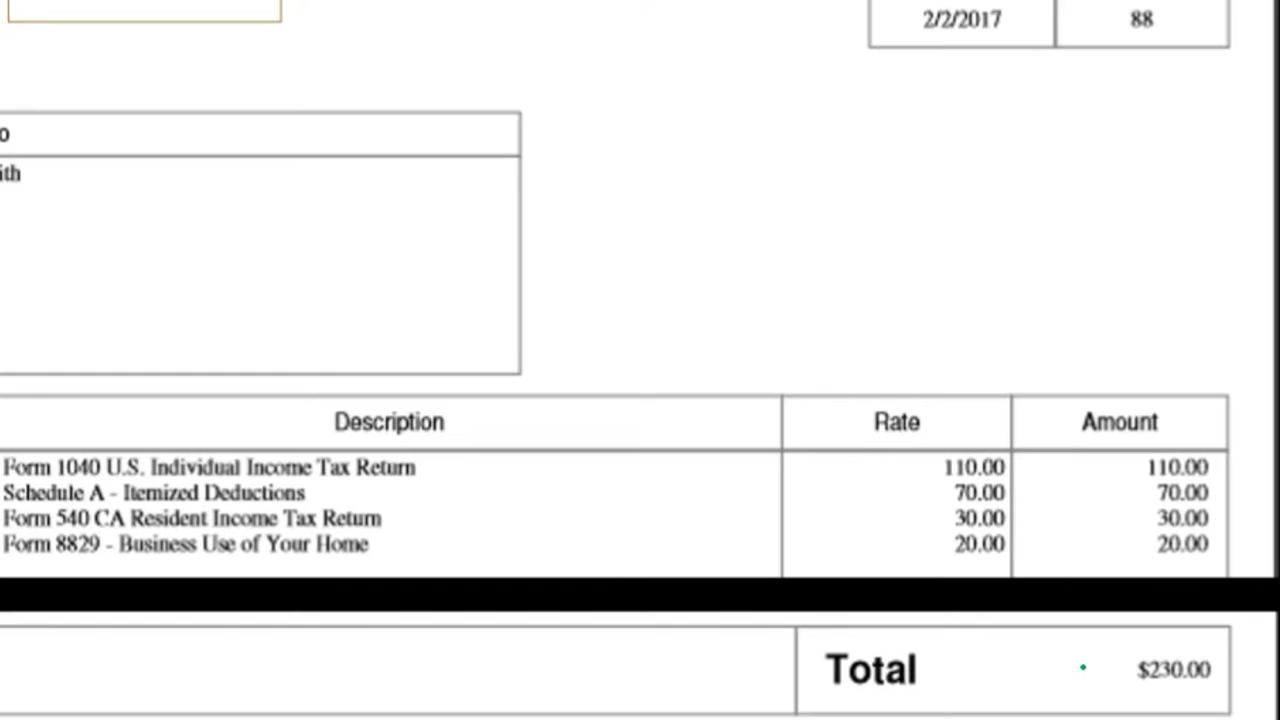 2/2/2017 88
Description Rate Amount
Form 1040 U.S. Individual Income Tax Return 110.00 110.00
Schedule A - Itemized Deductions 70.00 70.00
Form 540 CA Resident Income Tax Return 30.00 30.00
Form 8829 - Business Use of Your Home 20.00 20.00
Total $230.00